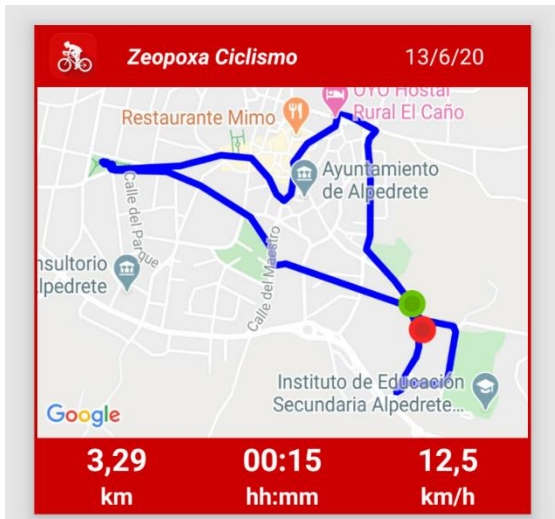 Zeopoxa Ciclismo
13/6/20
OYO Hostal
Rural El Caño
Restaurante Mimo
Ayuntamiento
de Alpedrete
Calle del Parque
nsultorio
lpedrete
Calle del Maestro
Instituto de Educación
Secundaria Alpedrete...
Google
3,29
00:15
12,5
km
hh:mm
km/h